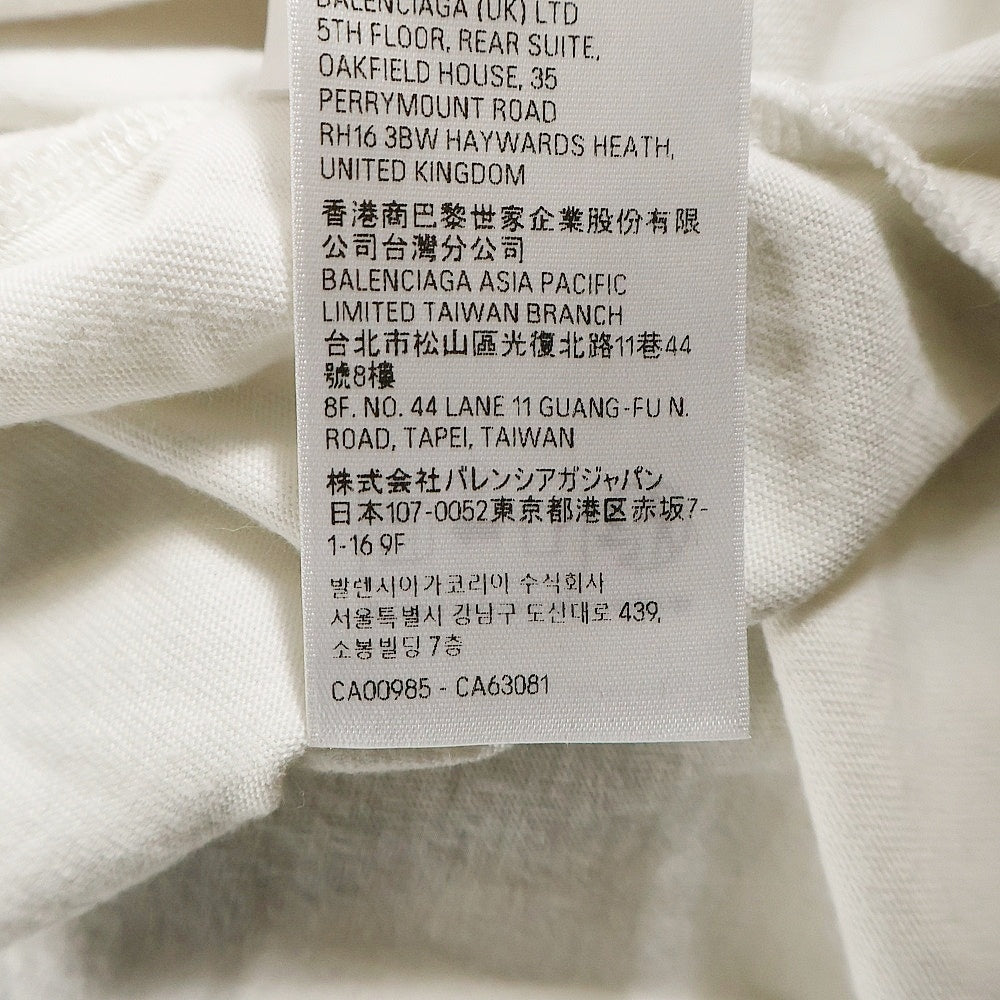 BALENCIAGA (UK) LTD
5TH FLOOR, REAR SUITE,
OAKFIELD HOUSE, 35
PERRYMOUNT ROAD
RH16 3BW HAYWARDS HEATH,
UNITED KINGDOM
香港商巴黎世家企業股份有限
公司台灣分公司
BALENCIAGA ASIA PACIFIC
LIMITED TAIWAN BRANCH
台北市松山區光復北路11巷44
號8樓
8F. NO. 44 LANE 11 GUANG-FU N.
ROAD, TAPEI, TAIWAN
株式会社バレンシアガジャパン
日本107-0052東京都港区赤坂7-
1-16 9F
발렌시아가코리아 수식회사
서울특별시 강남구 도산대로 439,
소봉빌딩 7층
CA00985 - CA63081